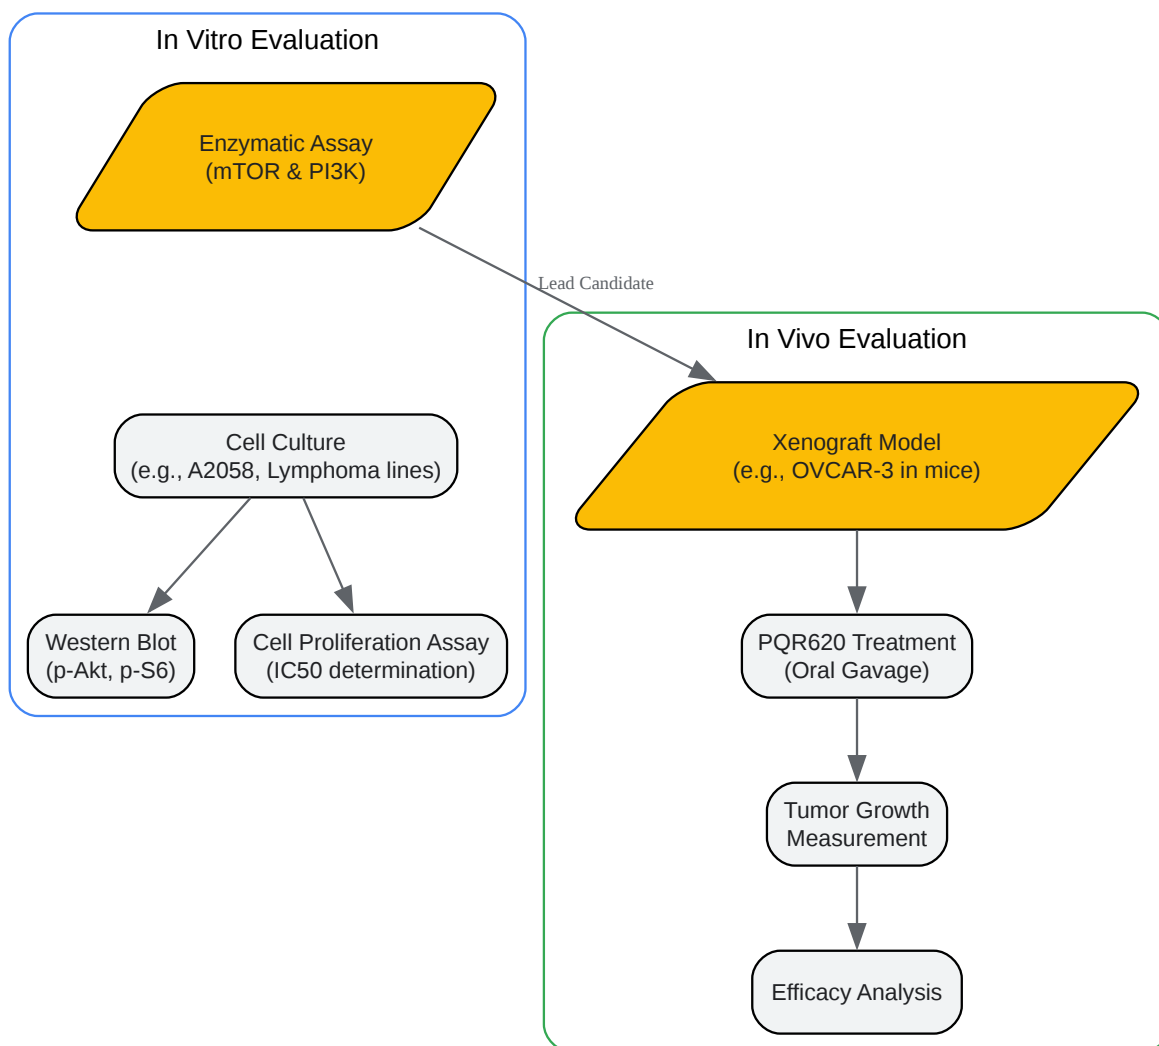 In Vitro Evaluation
Enzymatic Assay
(mTOR & PI3K)
Lead Candidate
Cell Culture
(e.g., A2058, Lymphoma lines)
Western Blot
(p-Akt, p-S6)
Cell Proliferation Assay
(IC50 determination)
In Vivo Evaluation
Xenograft Model
(e.g., OVCAR-3 in mice)
PQR620 Treatment
(Oral Gavage)
Tumor Growth
Measurement
Efficacy Analysis